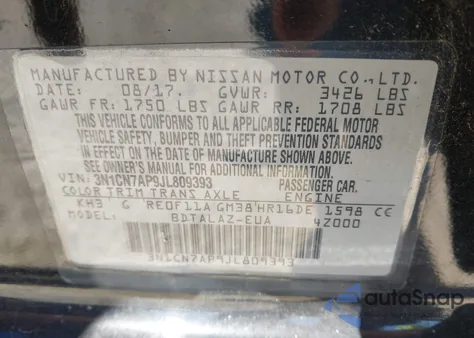 MANUFACTURED BY NISSAN MOTOR CO.,LTD.
DATE: 08/17. GVWR: 3426 LBS
GAWR FR: 1750 LBS GAWR RR: 1708 LBS
THIS VEHICLE CONFORMS TO ALL APPLICABLE FEDERAL MOTOR
VEHICLE SAFETY, BUMPER AND THEFT PREVENTION STANDARDS
IN EFFECT ON THE DATE OF MANUFACTURE SHOWN ABOVE.
SEE OWNER'S MANUAL FOR ADDITIONAL INFORMATION.
VIN: 3N1CN7AP9JL809393 PASSENGER CAR.
COLOR TRIM TRANS AXLE ENGINE
KH3 G RE0F11A GM38 HR16DE 1598 CC
MODEL: BDTALAZ-EUA 4Z000
3N1CN7AP9JL809393
autoSnap